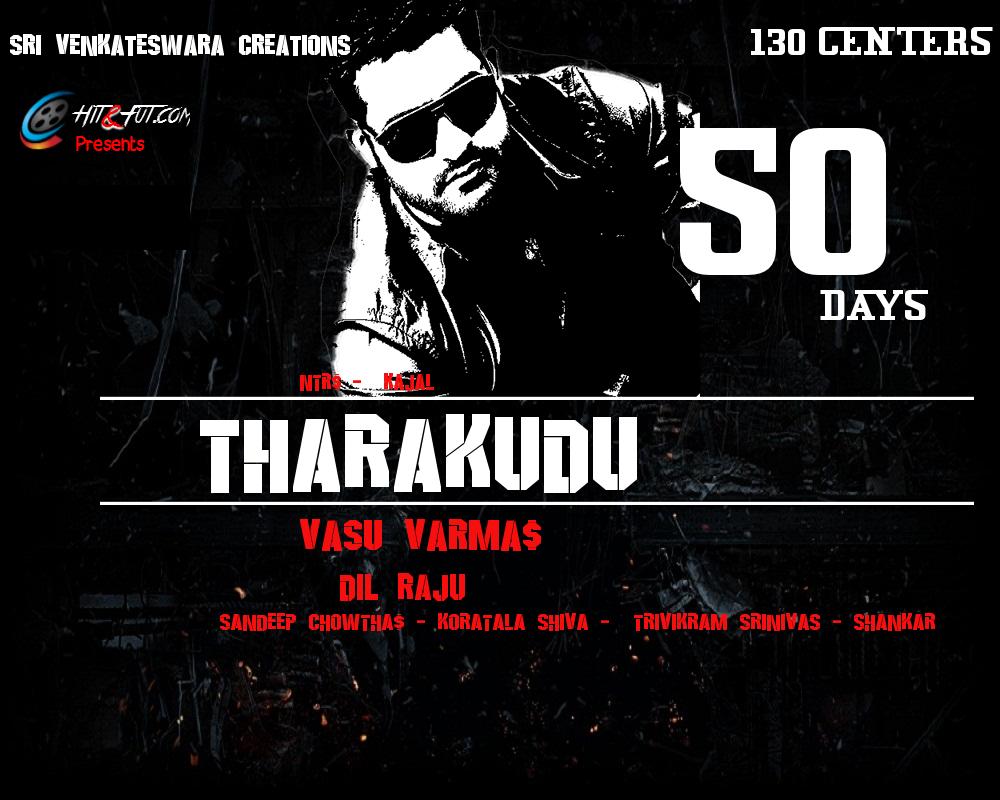 SRI VENKATESWARA CREATIONS
130 CENTERS
HIT&FUT.COM
Presents
50
DAYS
NTR$ - KAJAL
THARAKUDU
VASU VARMA$
DIL RAJU
SANDEEP CHOWTHA$ - KORATALA SHIVA - TRIVIKRAM SRINIVAS - SHANKAR